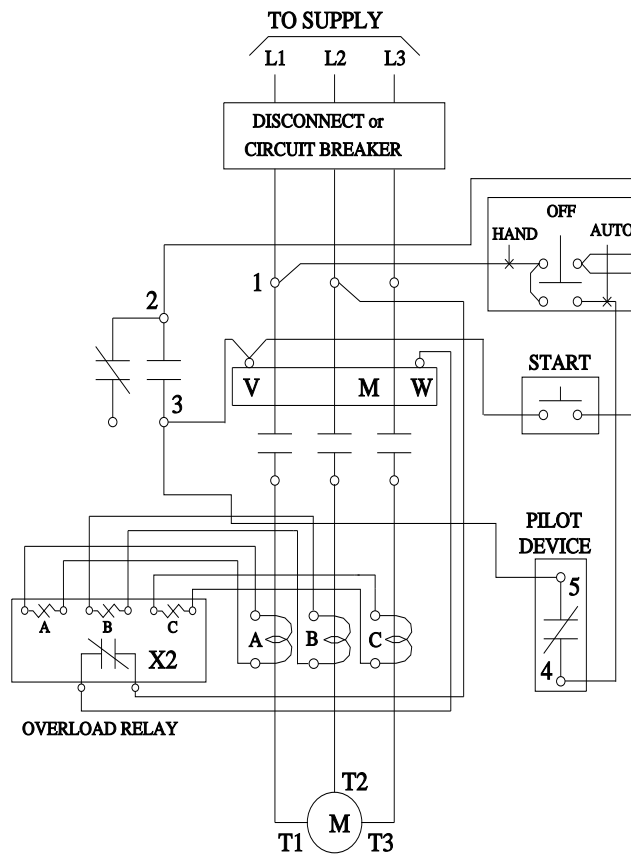 TO SUPPLY
L1 L2 L3
DISCONNECT or
CIRCUIT BREAKER
OFF
HAND AUTO
1
2
V M W
START
3
PILOT
DEVICE
5
4
A B C
X2
A B C
OVERLOAD RELAY
T2
M
T1 T3